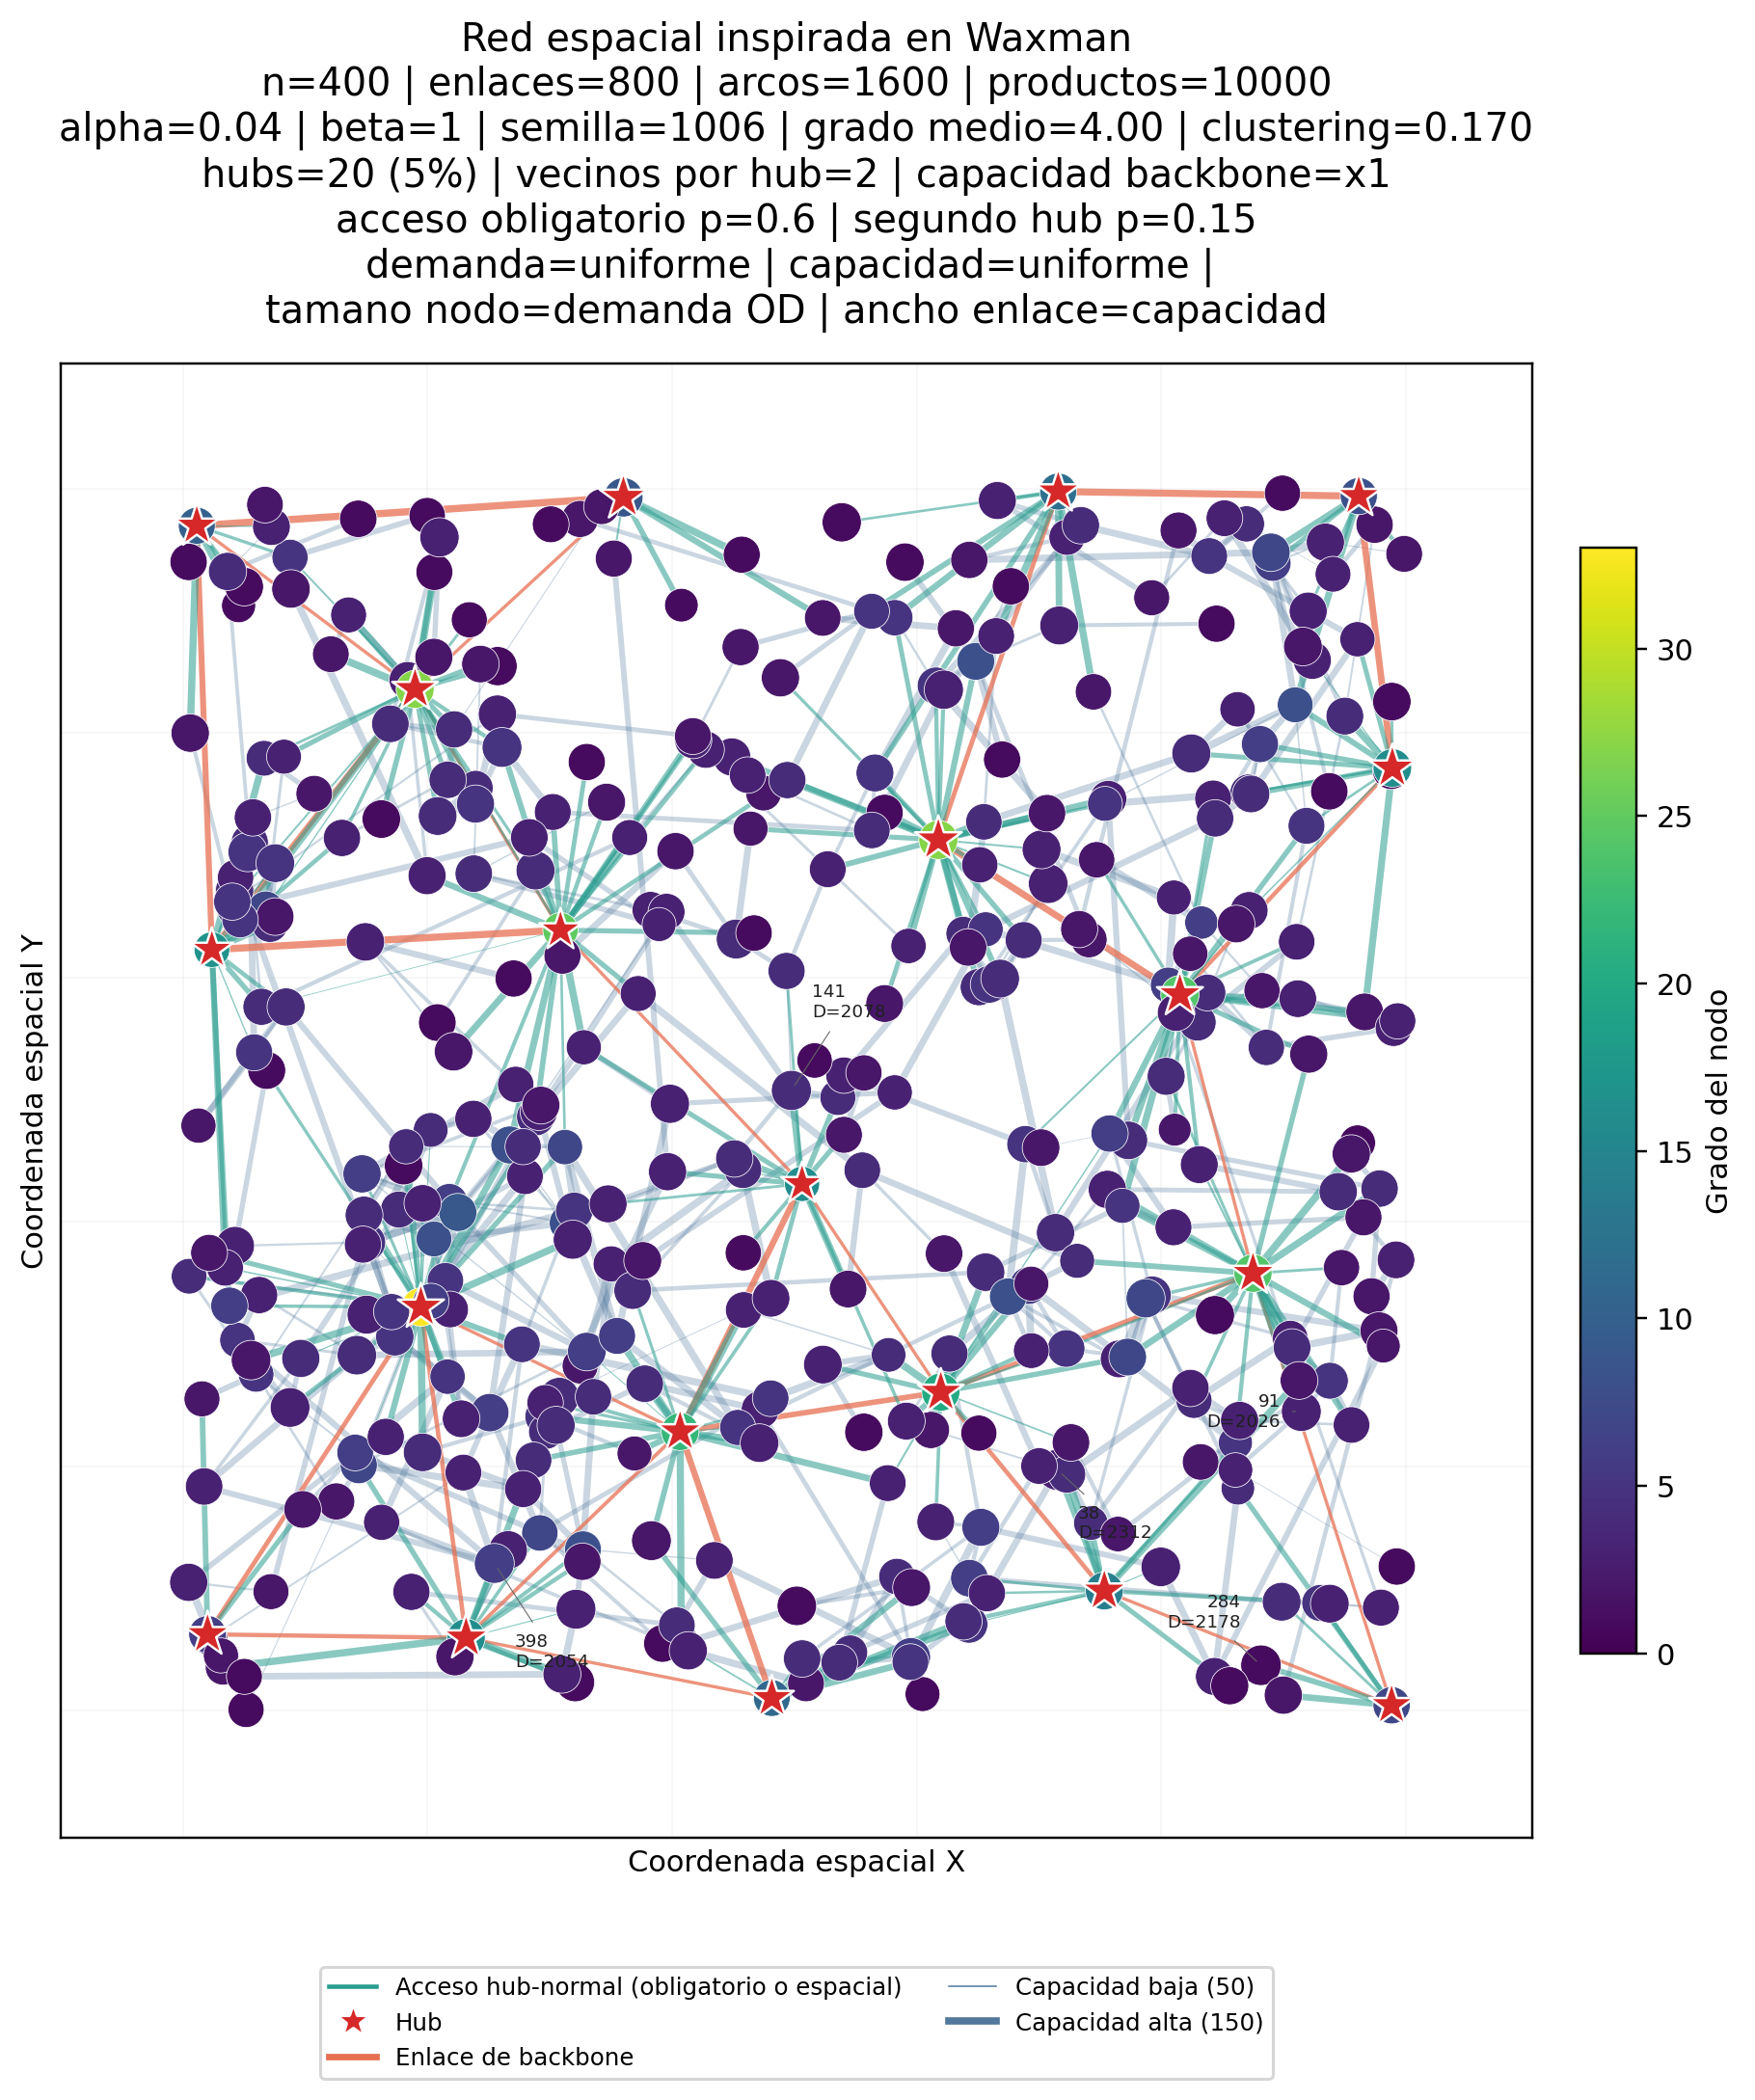 Red espacial inspirada en Waxman
n=400 | enlaces=800 | arcos=1600 | productos=10000
alpha=0.04 | beta=1 | semilla=1006 | grado medio=4.00 | clustering=0.170
hubs=20 (5%) | vecinos por hub=2 | capacidad backbone=x1
acceso obligatorio p=0.6 | segundo hub p=0.15
demanda=uniforme | capacidad=uniforme |
tamano nodo=demanda OD | ancho enlace=capacidad
Coordenada espacial Y
141
D=2078
91
D=2026
38
D=2312
284
D=2178
398
D=2054
Coordenada espacial X
30
25
20
15
10
5
0
Grado del nodo
Acceso hub-normal (obligatorio o espacial)
Hub
Enlace de backbone
Capacidad baja (50)
Capacidad alta (150)